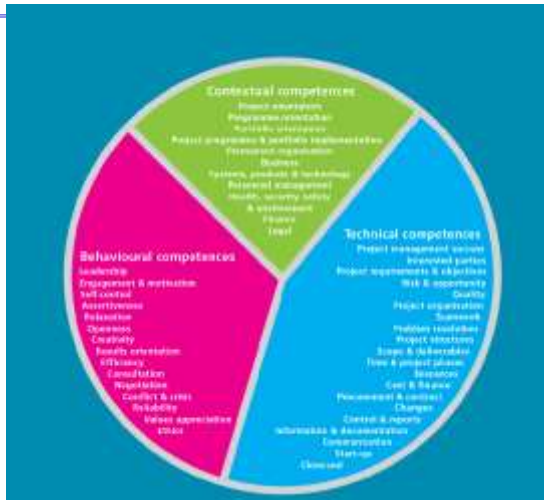 Contextual competences
Project orientation
Programme orientation
Portfolio orientation
Project programme & portfolio implementation
Permanent organisation
Business
Systems, products & technology
Personnel management
Health, security safety
& environment
Finance
Legal
Behavioural competences
Leadership
Engagement & motivation
Self-control
Assertiveness
Relaxation
Openness
Creativity
Results orientation
Efficiency
Consultation
Negotiation
Conflict & crisis
Reliability
Values appreciation
Ethics
Technical competences
Project management success
Interested parties
Project requirements & objectives
Risk & opportunity
Quality
Project organisation
Teamwork
Problem resolution
Project structures
Scope & deliverables
Time & project phases
Resources
Cost & finance
Procurement & contract
Changes
Control & reports
Information & documentation
Communication
Start-up
Close-out